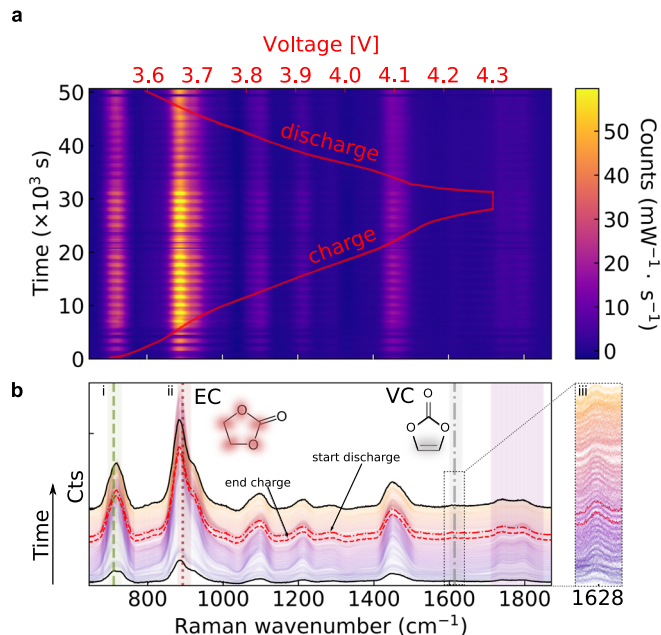 a
Voltage [V]
3.6 3.7 3.8 3.9 4.0 4.1 4.2 4.3
50
40
30
20
10
0
Time (×10³ s)
discharge
charge
50
40
30
20
10
0
Counts (mW⁻¹ · s⁻¹)
b
i
ii
EC
O
O
O
VC
O
O
O
iii
end charge
start discharge
Time
Cts
800 1000 1200 1400 1600 1800
1628
Raman wavenumber (cm⁻¹)